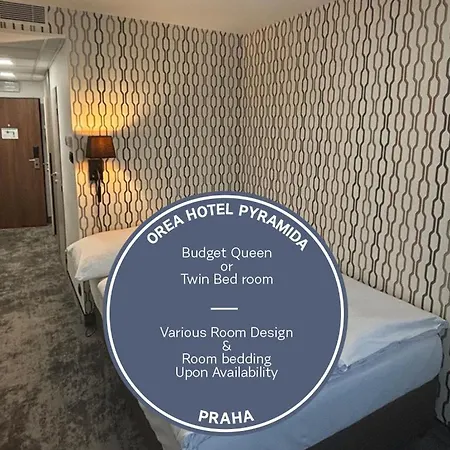 OREA HOTEL PYRAMIDA
Budget Queen
or
Twin Bed room
Various Room Design
&
Room bedding
Upon Availability
PRAHA